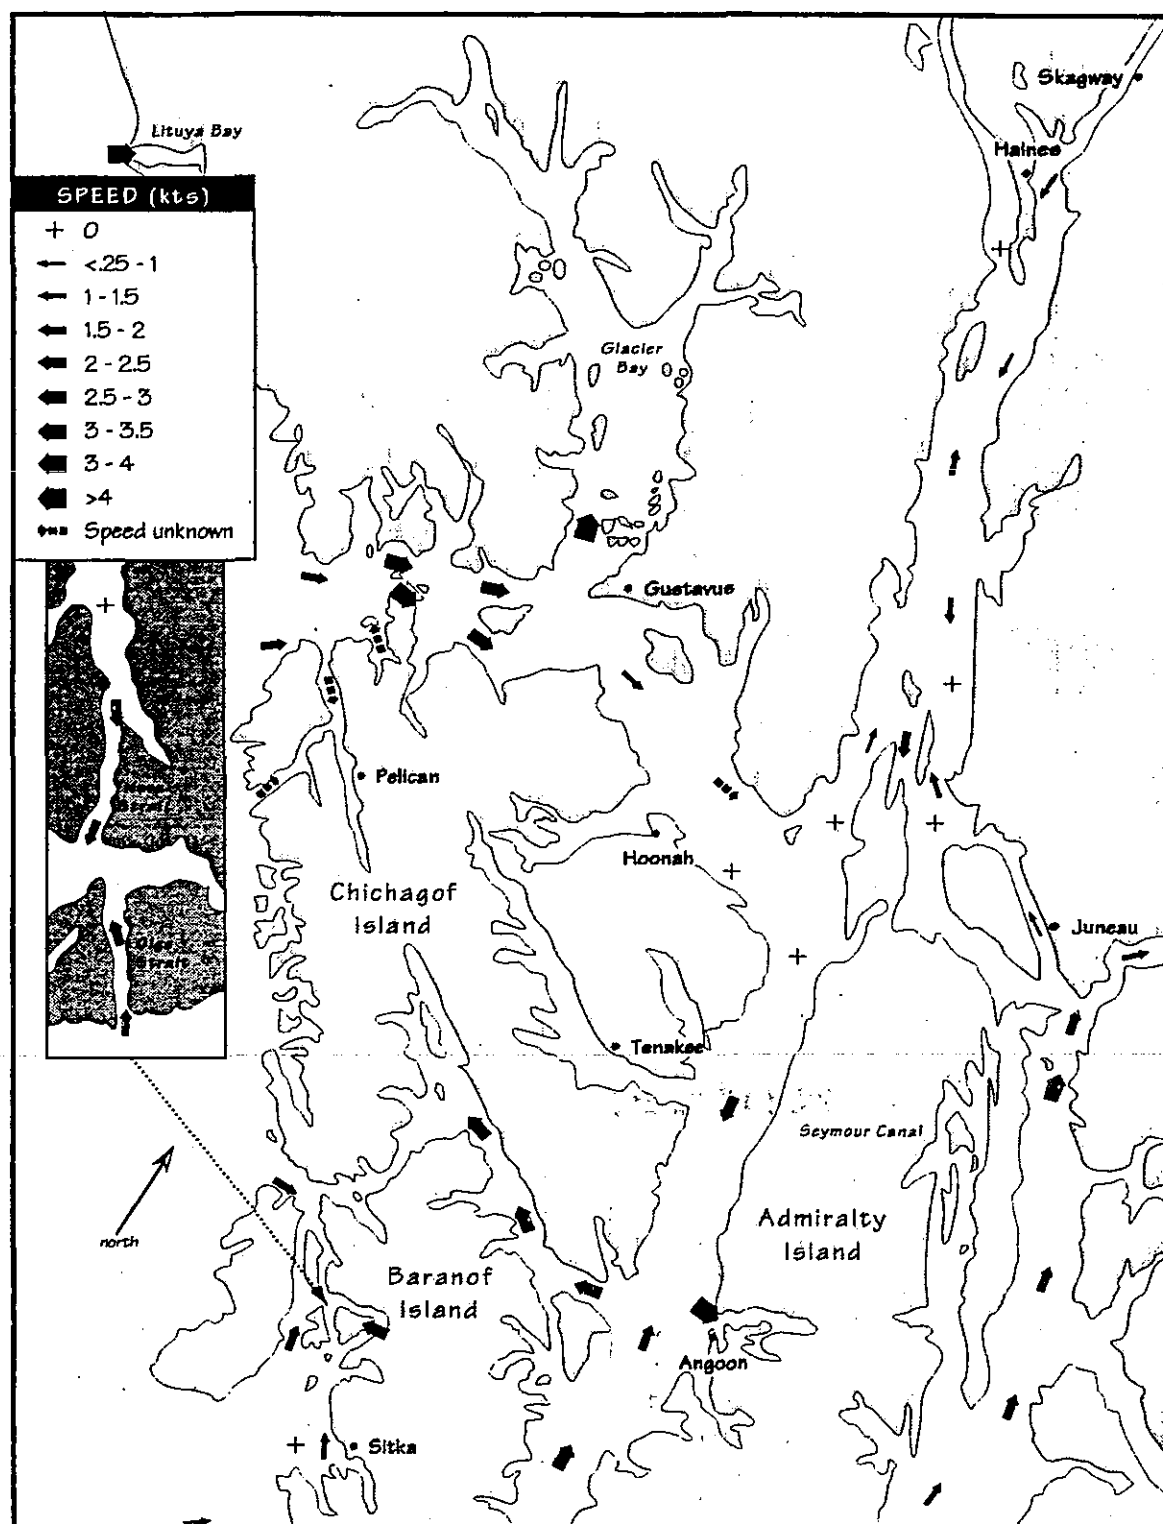 Skagway
Lituya Bay
Haines
SPEED (kts)
+ 0
<.25 - 1
1 - 1.5
1.5 - 2
2 - 2.5
2.5 - 3
3 - 3.5
3 - 4
>4
Speed unknown
Glacier
Bay
Gustavus
Pelican
Hoonah
Chichagof
Island
Juneau
Olga
Strait
Tenakee
Seymour Canal
north
Admiralty
Island
Baranof
Island
Angoon
Sitka